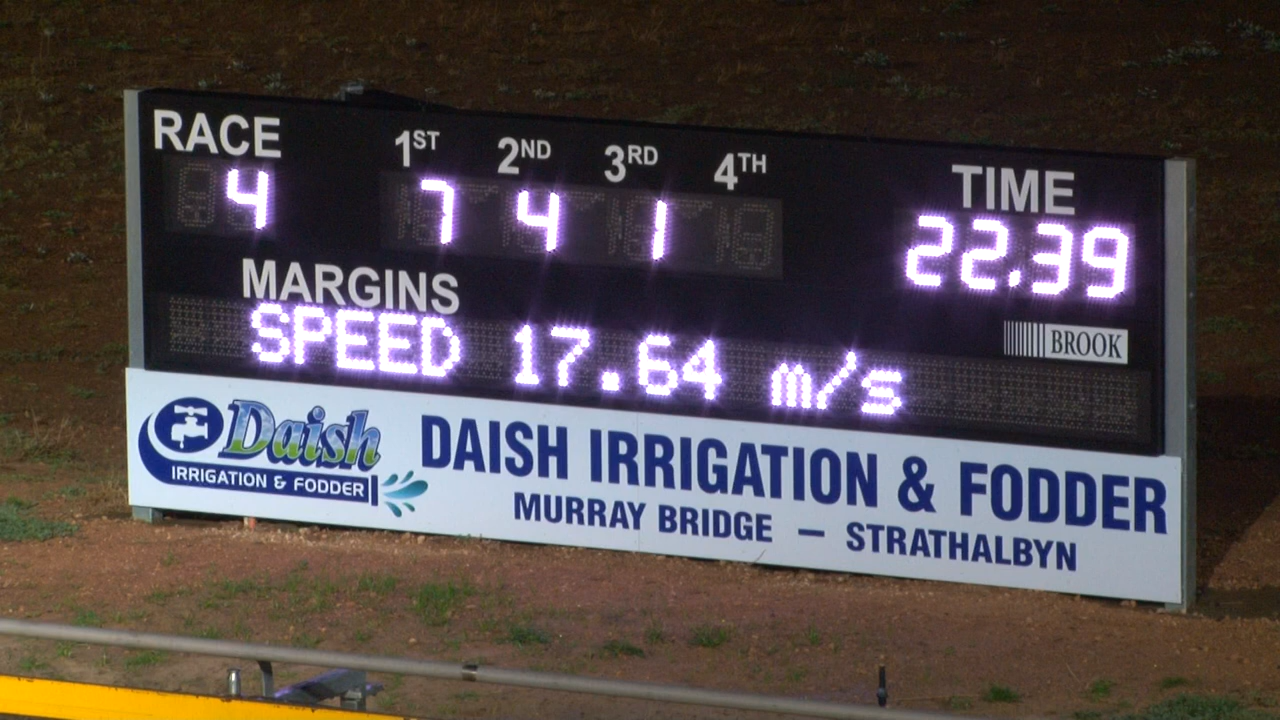 RACE 1ST 2ND 3RD 4TH TIME
4 7 4 1 22.39
MARGINS
SPEED 17.64 m/s
BROOK
Daish
IRRIGATION & FODDER
DAISH IRRIGATION & FODDER
MURRAY BRIDGE – STRATHALBYN